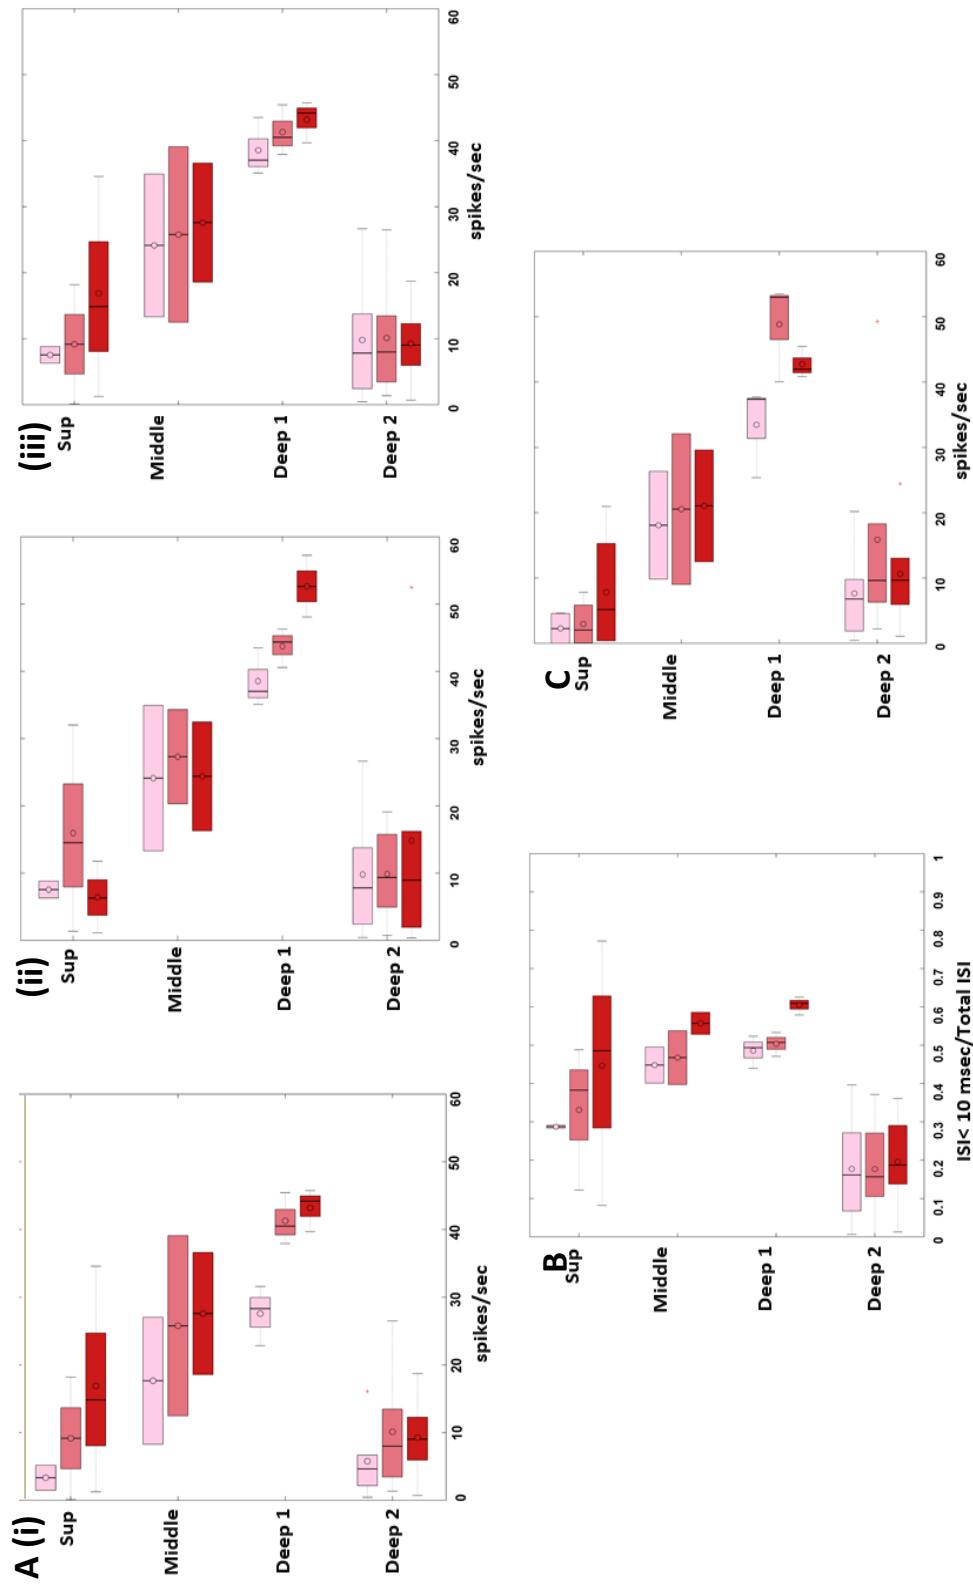 A (i)
Sup
Middle
Deep 1
Deep 2
0
10
20
30
40
50
60
spikes/sec
(ii)
Sup
Middle
Deep 1
Deep 2
0
10
20
30
40
50
60
spikes/sec
(iii)
Sup
Middle
Deep 1
Deep 2
0
10
20
30
40
50
60
spikes/sec
B
Sup
Middle
Deep 1
Deep 2
0
0.1
0.2
0.3
0.4
0.5
0.6
0.7
0.8
0.9
1
ISI< 10 msec/Total ISI
C
Sup
Middle
Deep 1
Deep 2
0
10
20
30
40
50
60
spikes/sec